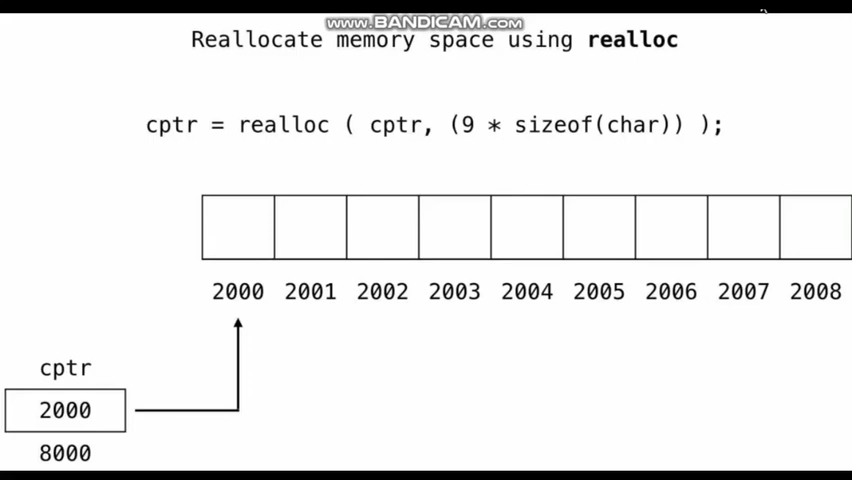 www.BANDICAM.com
Reallocate memory space using realloc
cptr = realloc ( cptr, (9 * sizeof(char)) );
2000 2001 2002 2003 2004 2005 2006 2007 2008
cptr
2000
8000